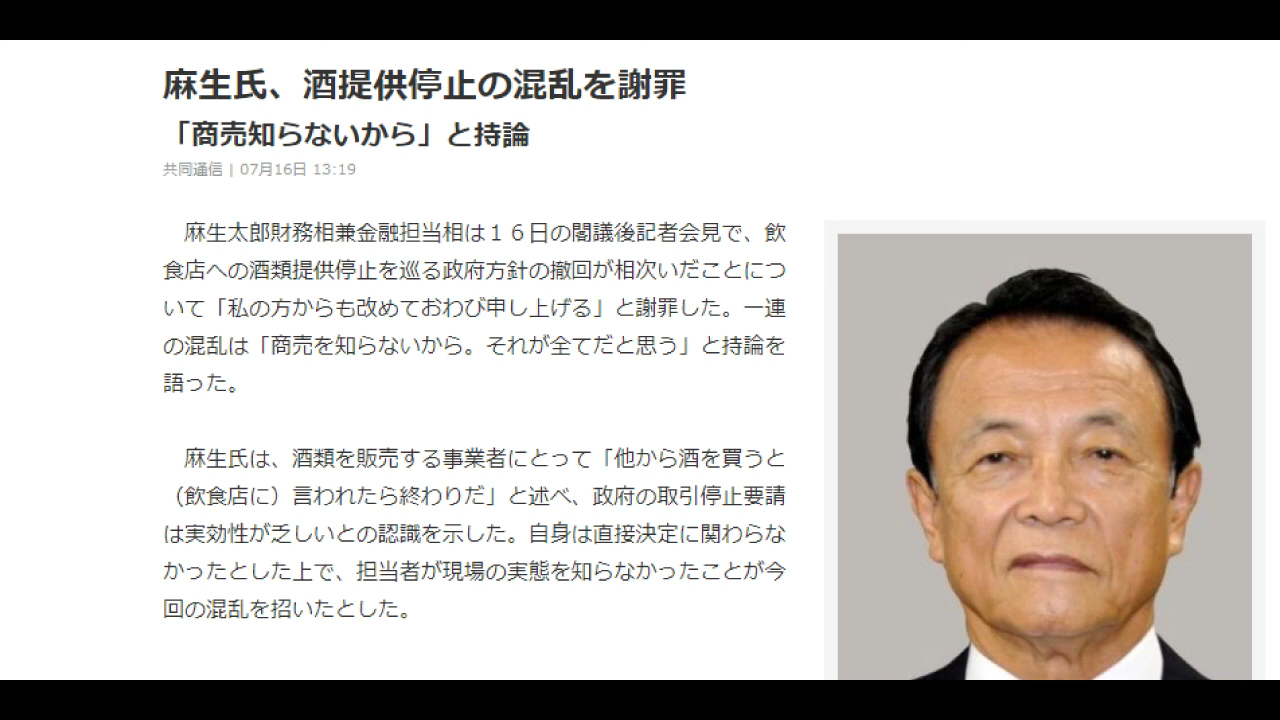 麻生氏、酒提供停止の混乱を謝罪
「商売知らないから」と持論
共同通信 | 07月16日 13:19
麻生太郎財務相兼金融担当相は１６日の閣議後記者会見で、飲
食店への酒類提供停止を巡る政府方針の撤回が相次いだことにつ
いて「私の方からも改めておわび申し上げる」と謝罪した。一連
の混乱は「商売を知らないから。それが全てだと思う」と持論を
語った。
麻生氏は、酒類を販売する事業者にとって「他から酒を買うと
（飲食店に）言われたら終わりだ」と述べ、政府の取引停止要請
は実効性が乏しいとの認識を示した。自身は直接決定に関わらな
かったとした上で、担当者が現場の実態を知らなかったことが今
回の混乱を招いたとした。